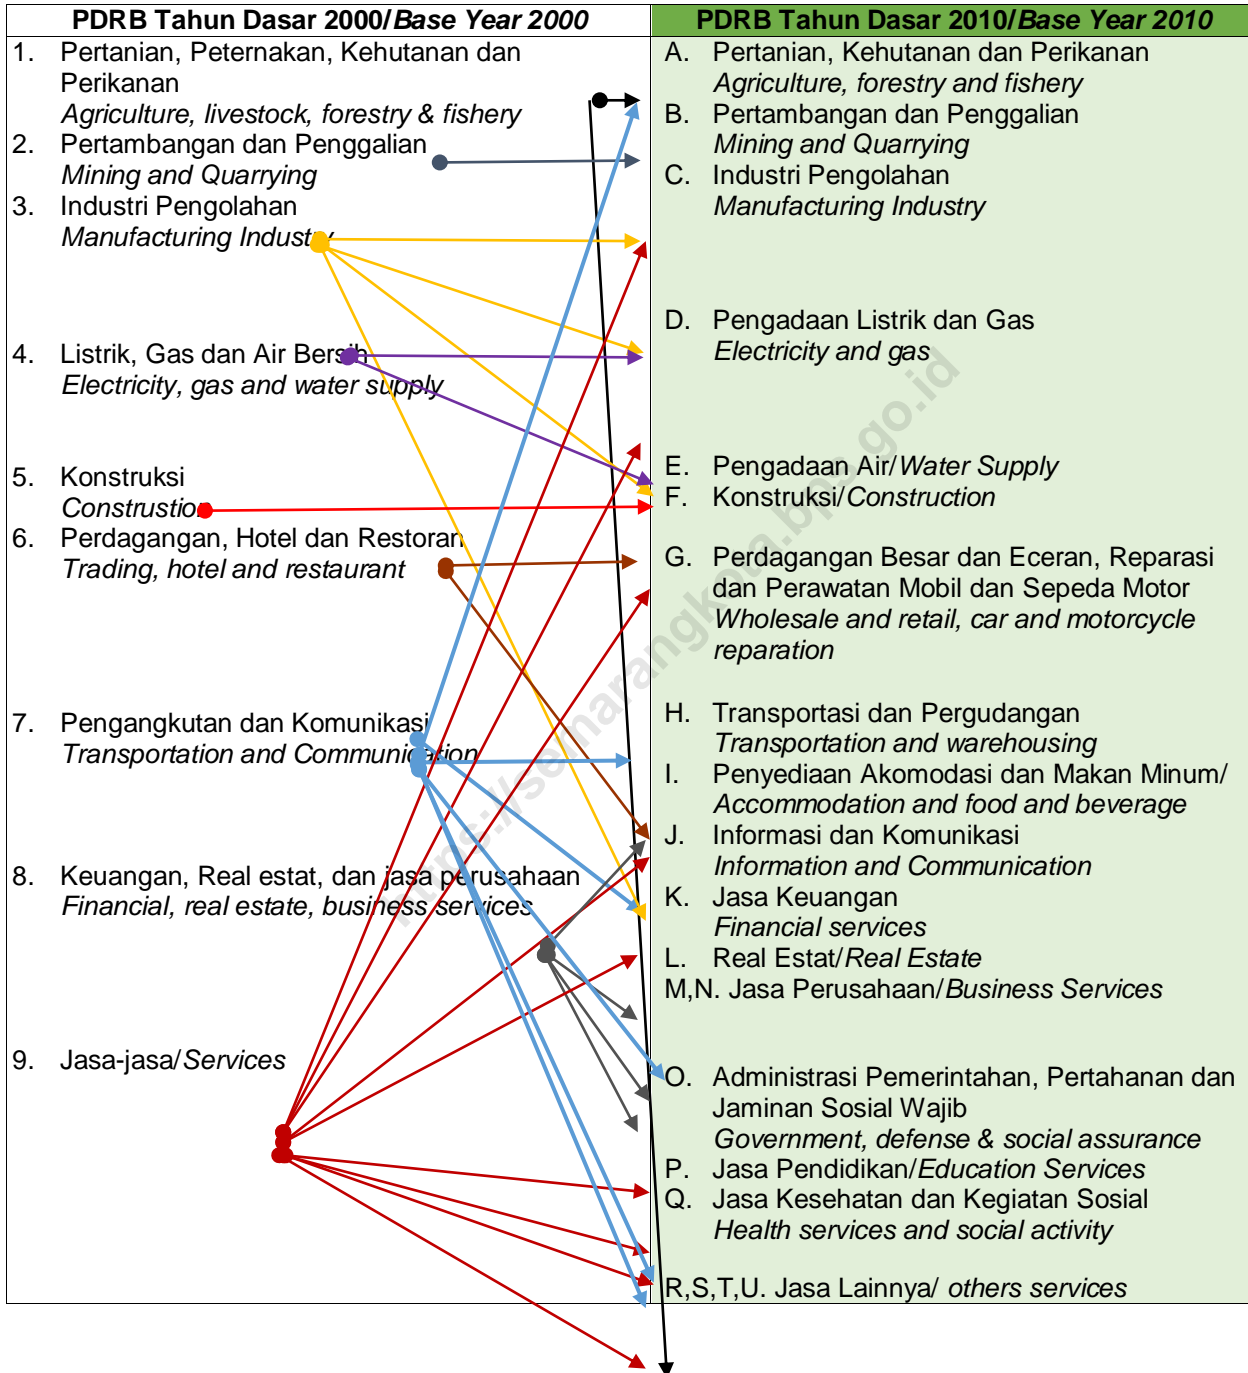 PDRB Tahun Dasar 2000/Base Year 2000
1. Pertanian, Peternakan, Kehutanan dan
Perikanan
Agriculture, livestock, forestry & fishery
2. Pertambangan dan Penggalian
Mining and Quarrying
3. Industri Pengolahan
Manufacturing Industry
4. Listrik, Gas dan Air Bersih
Electricity, gas and water supply
5. Konstruksi
Construstion
6. Perdagangan, Hotel dan Restoran
Trading, hotel and restaurant
7. Pengangkutan dan Komunikasi
Transportation and Communication
8. Keuangan, Real estat, dan jasa perusahaan
Financial, real estate, business services
9. Jasa-jasa/Services
PDRB Tahun Dasar 2010/Base Year 2010
A. Pertanian, Kehutanan dan Perikanan
Agriculture, forestry and fishery
B. Pertambangan dan Penggalian
Mining and Quarrying
C. Industri Pengolahan
Manufacturing Industry
D. Pengadaan Listrik dan Gas
Electricity and gas
E. Pengadaan Air/Water Supply
F. Konstruksi/Construction
G. Perdagangan Besar dan Eceran, Reparasi
dan Perawatan Mobil dan Sepeda Motor
Wholesale and retail, car and motorcycle
reparation
H. Transportasi dan Pergudangan
Transportation and warehousing
I. Penyediaan Akomodasi dan Makan Minum/
Accommodation and food and beverage
J. Informasi dan Komunikasi
Information and Communication
K. Jasa Keuangan
Financial services
L. Real Estat/Real Estate
M,N. Jasa Perusahaan/Business Services
O. Administrasi Pemerintahan, Pertahanan dan
Jaminan Sosial Wajib
Government, defense & social assurance
P. Jasa Pendidikan/Education Services
Q. Jasa Kesehatan dan Kegiatan Sosial
Health services and social activity
R,S,T,U. Jasa Lainnya/ others services
https://semarangkota.bps.go.id